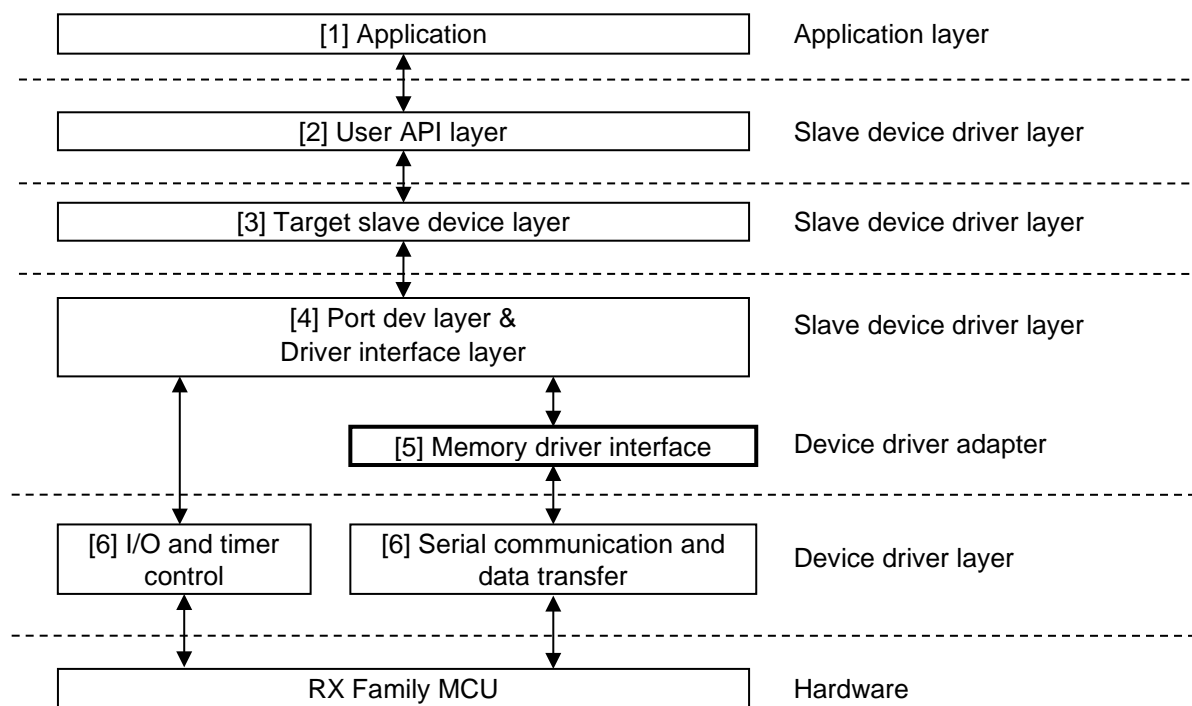 [1] Application
Application layer
[2] User API layer
Slave device driver layer
[3] Target slave device layer
Slave device driver layer
[4] Port dev layer &
Driver interface layer
Slave device driver layer
[5] Memory driver interface
Device driver adapter
[6] I/O and timer
control
[6] Serial communication and
data transfer
Device driver layer
RX Family MCU
Hardware